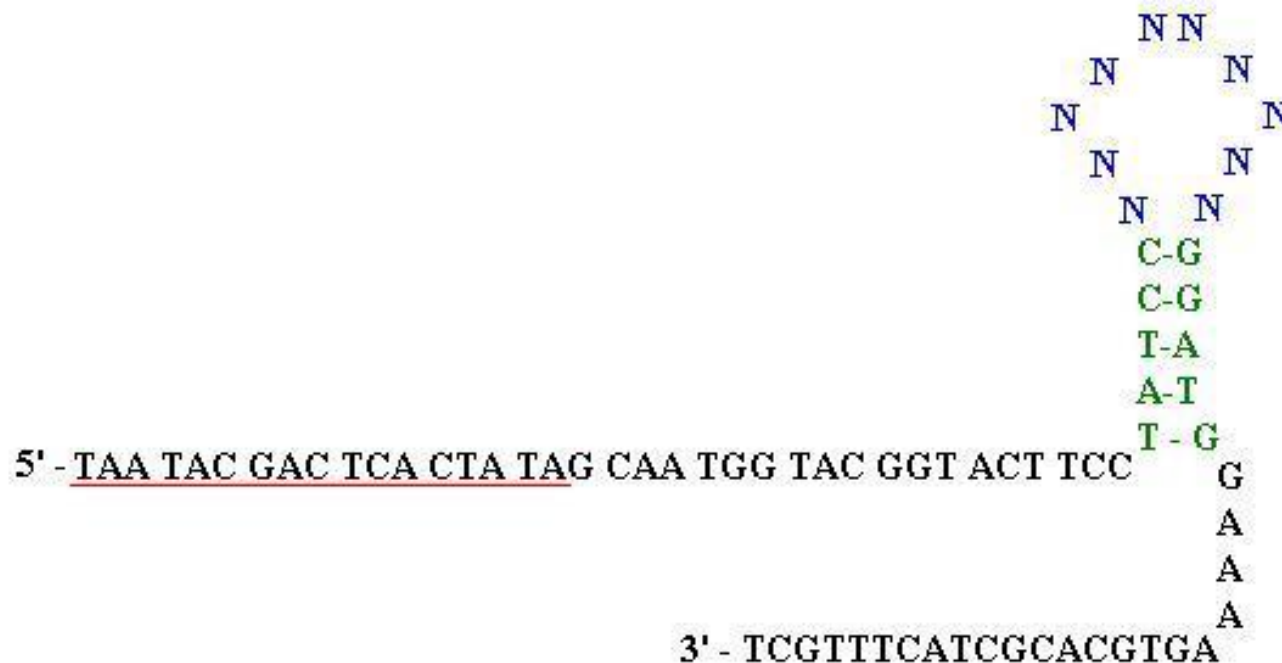 N N
N N
N N
N N
N N
C-G
C-G
T-A
A-T
T - G
5' - TAA TAC GAC TCA CTA TAG CAA TGG TAC GGT ACT TCC
G
A
A
A
3' - TCGTTTCATCGCACGTGA